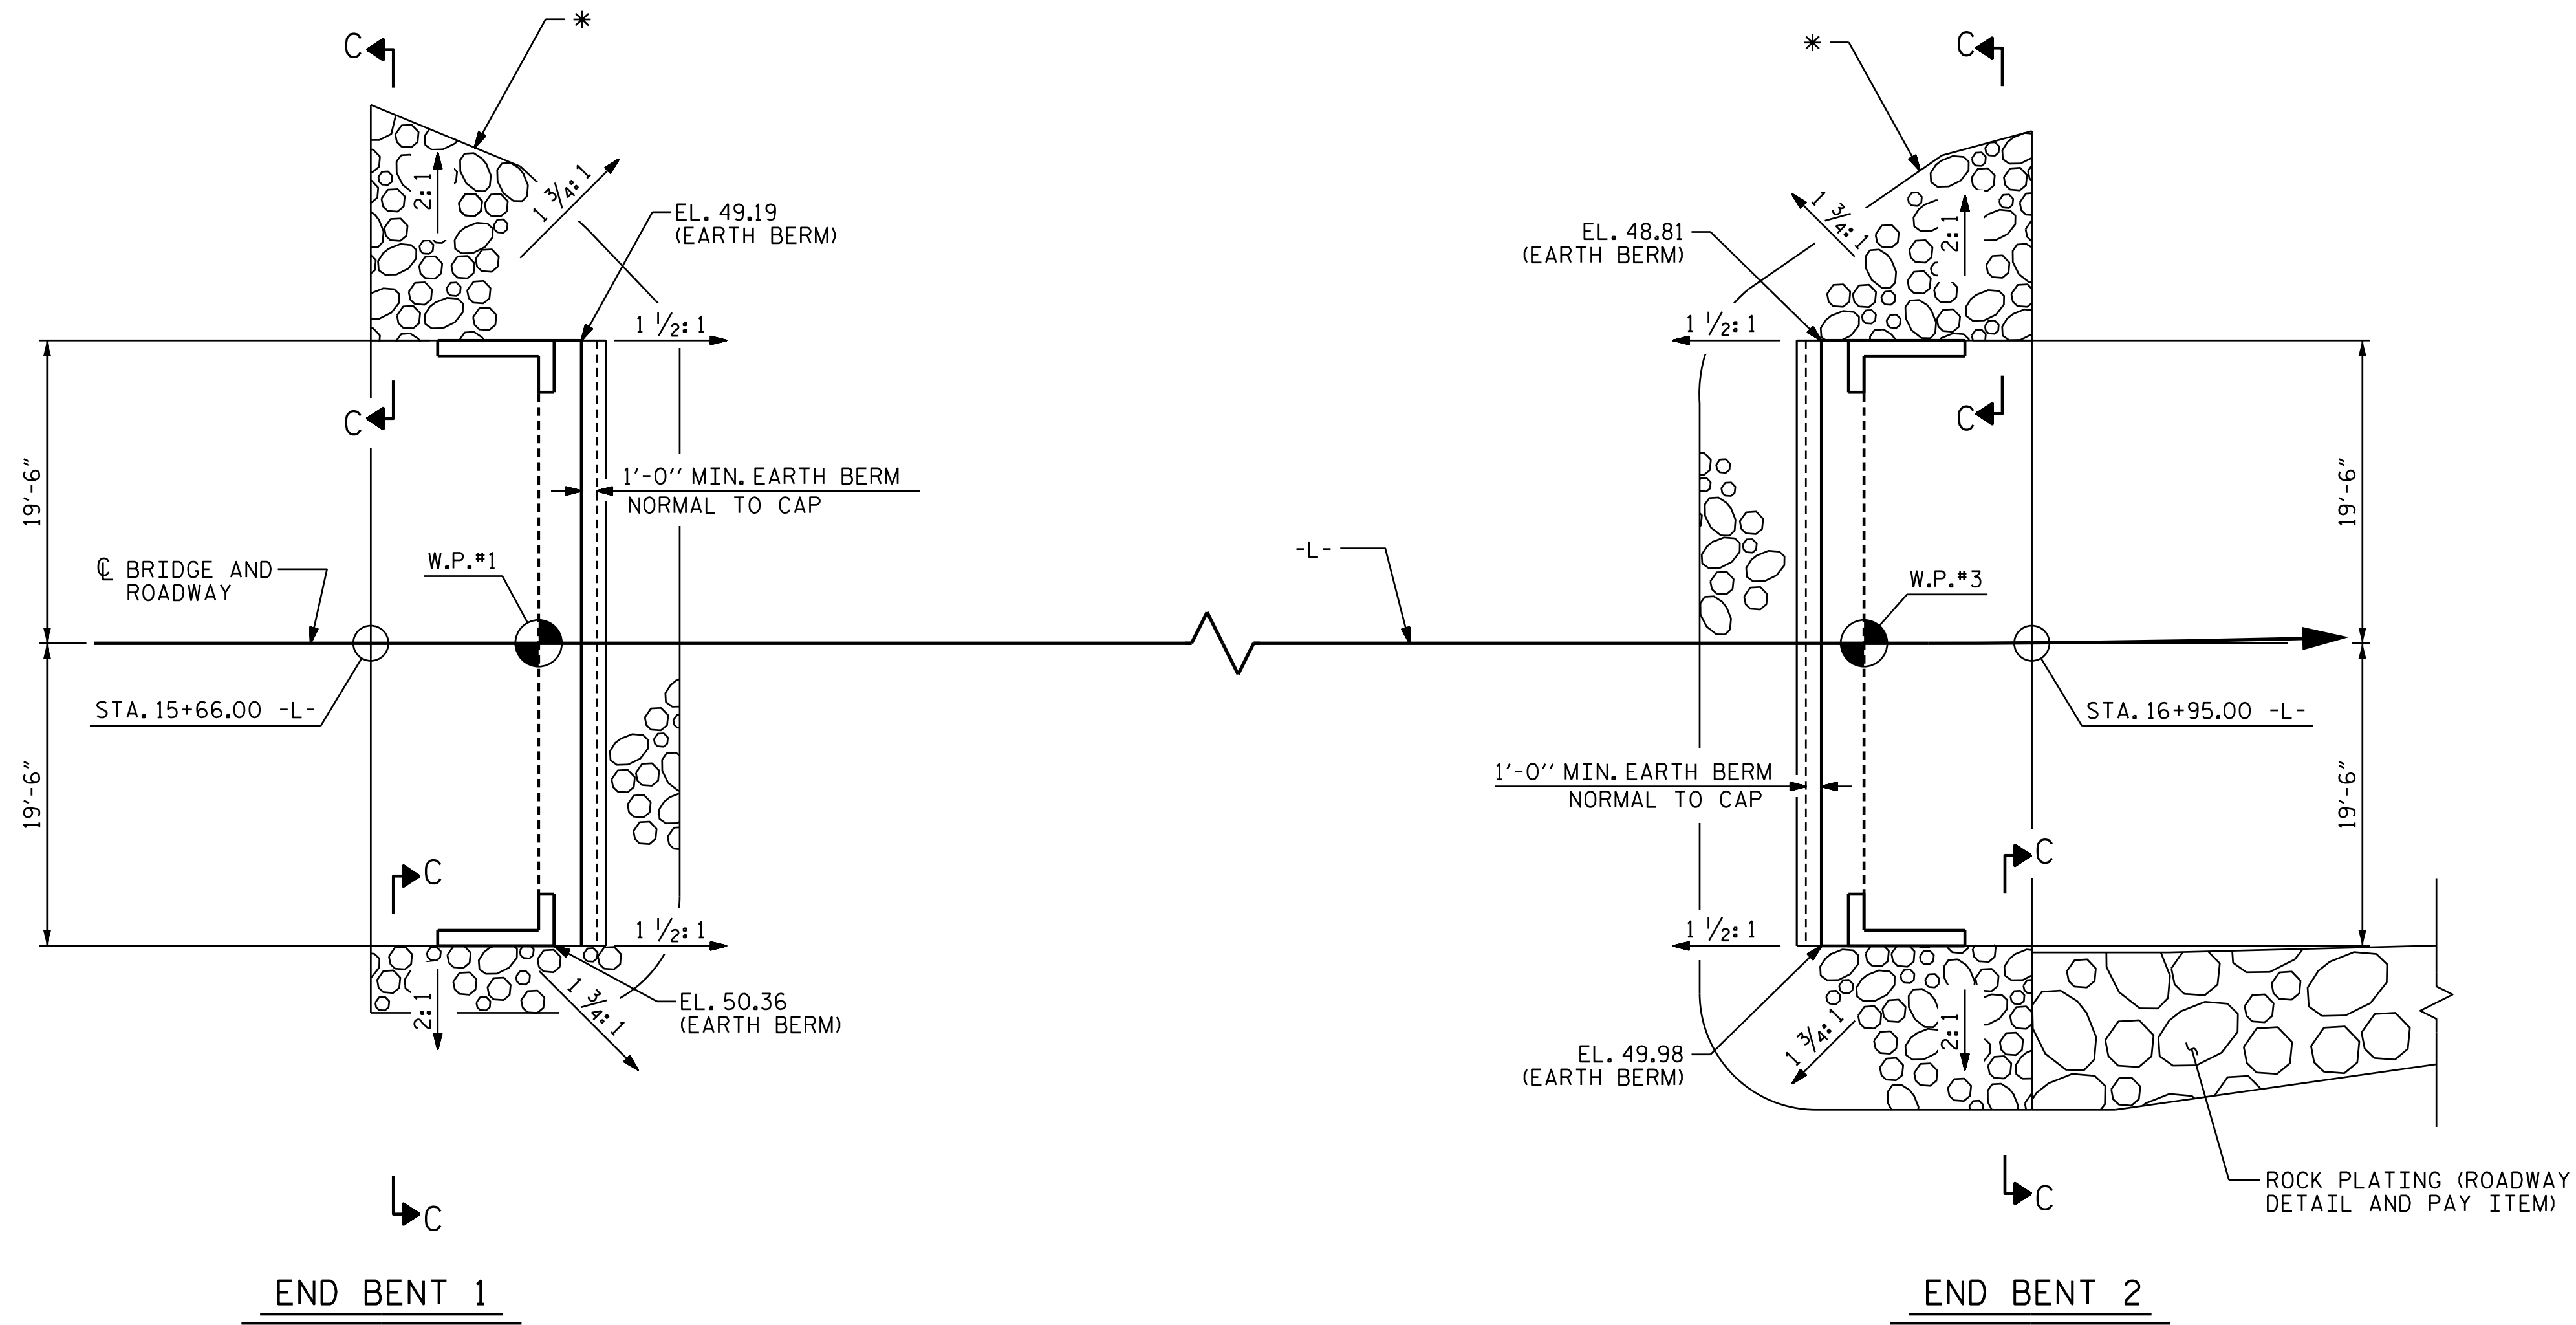 C
*
2:1
1 3/4:1
EL. 49.19
(EARTH BERM)
1 1/2:1
C
19'-6"
1'-0'' MIN. EARTH BERM
NORMAL TO CAP
W.P.#1
℄ BRIDGE AND
ROADWAY
STA. 15+66.00 -L-
19'-6"
C
1 1/2:1
2:1
1 3/4:1
EL. 50.36
(EARTH BERM)
C
END BENT 1
-L-
*
C
1 3/4:1
2:1
EL. 48.81
(EARTH BERM)
1 1/2:1
C
19'-6"
W.P.#3
STA. 16+95.00 -L-
1'-0'' MIN. EARTH BERM
NORMAL TO CAP
19'-6"
C
1 1/2:1
1 3/4:1
2:1
EL. 49.98
(EARTH BERM)
C
ROCK PLATING (ROADWAY
DETAIL AND PAY ITEM)
END BENT 2